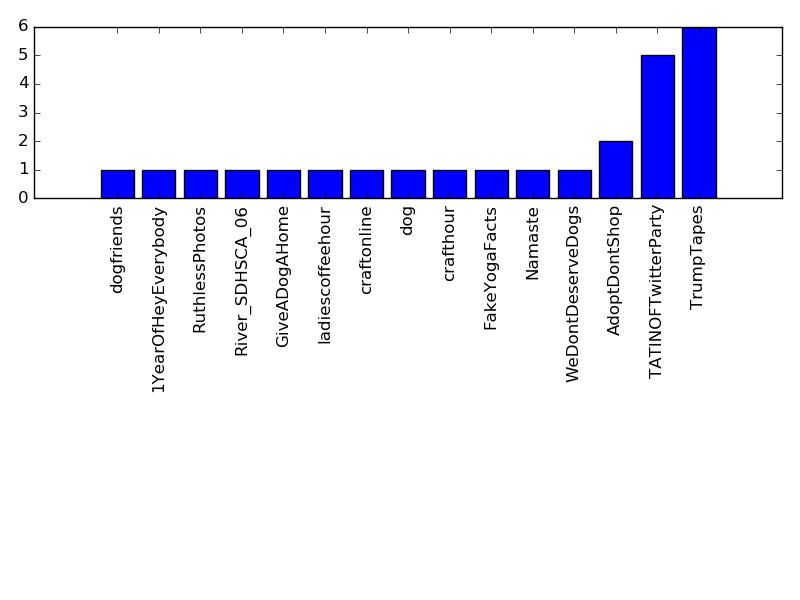 6
5
4
3
2
1
0
dogfriends
1YearOfHeyEverybody
RuthlessPhotos
River_SDHSCA_06
GiveADogAHome
ladiescoffeehour
craftonline
dog
crafthour
FakeYogaFacts
Namaste
WeDontDeserveDogs
AdoptDontShop
TATINOFTwitterParty
TrumpTapes